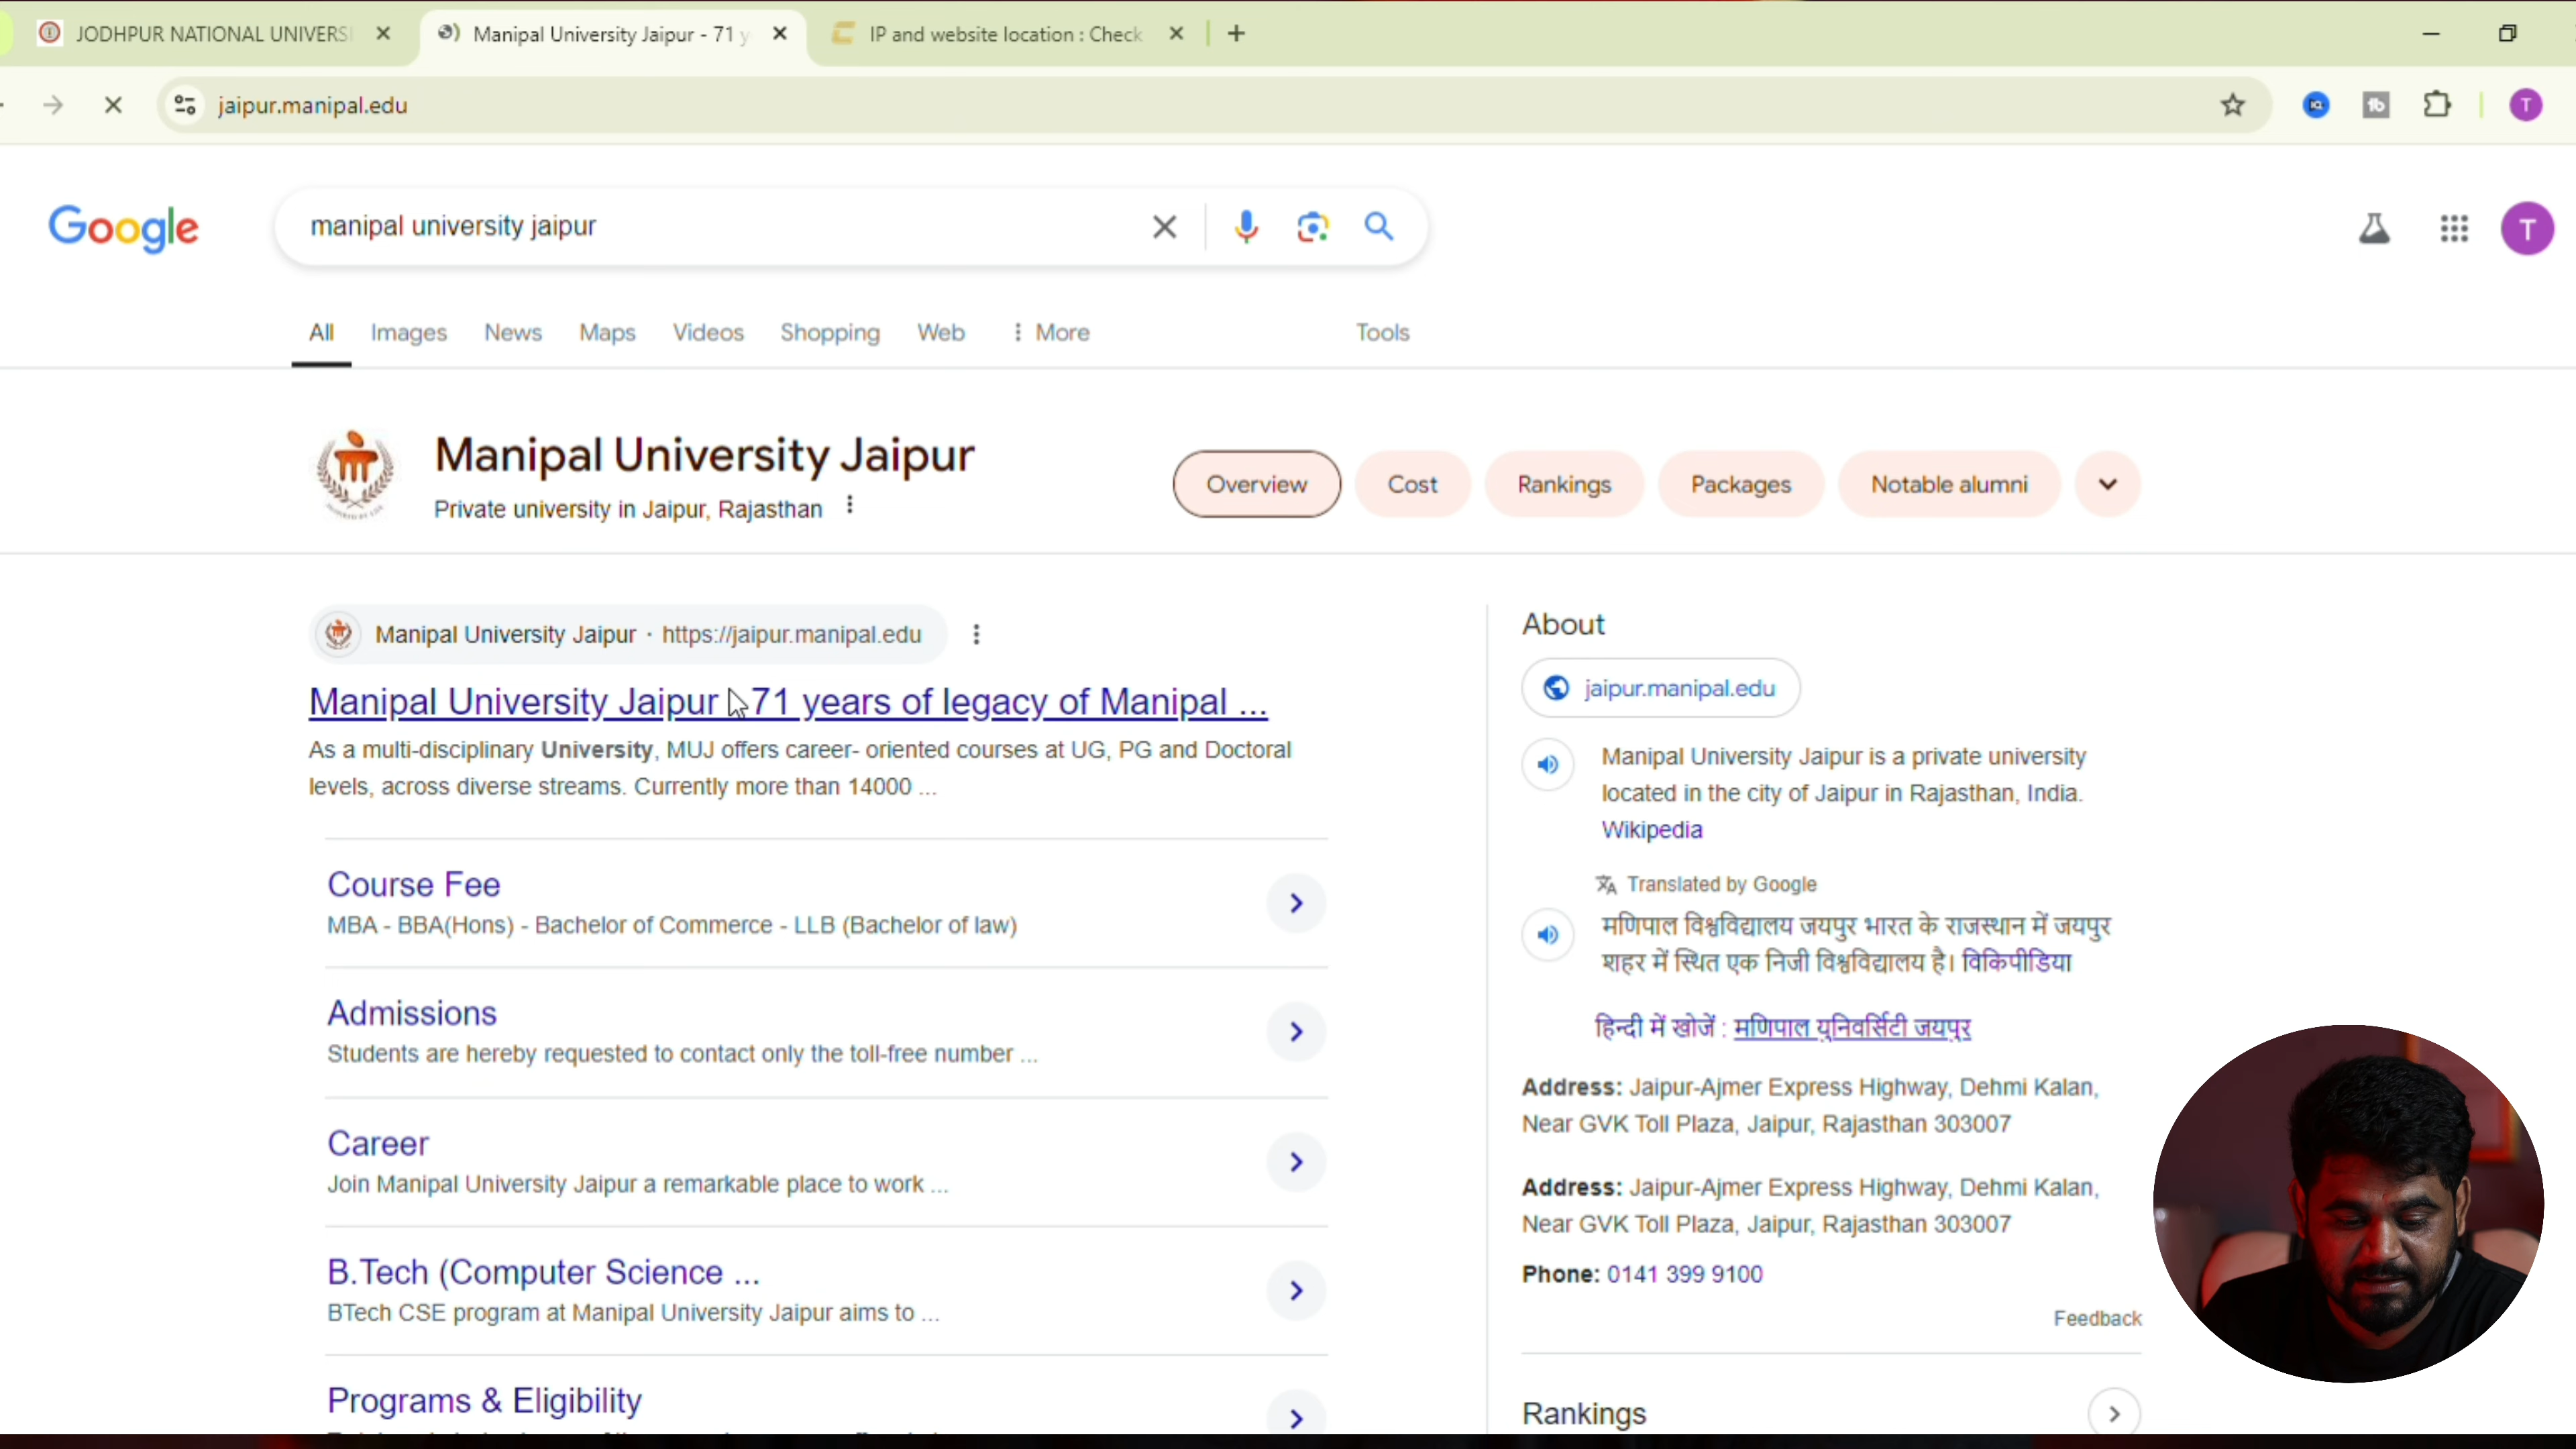 JODHPUR NATIONAL UNIVERSI
Manipal University Jaipur - 71 y
IP and website location : Check
jaipur.manipal.edu
T
Google
manipal university jaipur
T
All Images News Maps Videos Shopping Web More Tools
Manipal University Jaipur
Private university in Jaipur, Rajasthan
Overview Cost Rankings Packages Notable alumni
Manipal University Jaipur · https://jaipur.manipal.edu
Manipal University Jaipur 71 years of legacy of Manipal ...
As a multi-disciplinary University, MUJ offers career- oriented courses at UG, PG and Doctoral
levels, across diverse streams. Currently more than 14000 ...
Course Fee
MBA - BBA(Hons) - Bachelor of Commerce - LLB (Bachelor of law)
Admissions
Students are hereby requested to contact only the toll-free number ...
Career
Join Manipal University Jaipur a remarkable place to work ...
B.Tech (Computer Science ...
BTech CSE program at Manipal University Jaipur aims to ...
Programs & Eligibility
About
jaipur.manipal.edu
Manipal University Jaipur is a private university
located in the city of Jaipur in Rajasthan, India.
Wikipedia
Translated by Google
मणिपाल विश्वविद्यालय जयपुर भारत के राजस्थान में जयपुर
शहर में स्थित एक निजी विश्वविद्यालय है। विकिपीडिया
हिन्दी में खोजें : मणिपाल यूनिवर्सिटी जयपुर
Address: Jaipur-Ajmer Express Highway, Dehmi Kalan,
Near GVK Toll Plaza, Jaipur, Rajasthan 303007
Address: Jaipur-Ajmer Express Highway, Dehmi Kalan,
Near GVK Toll Plaza, Jaipur, Rajasthan 303007
Phone: 0141 399 9100
Feedback
Rankings